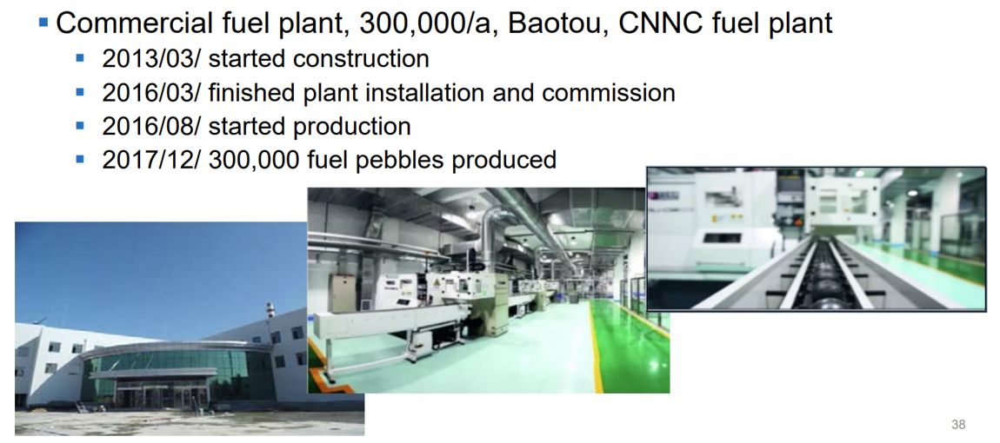 Commercial fuel plant, 300,000/a, Baotou, CNNC fuel plant
2013/03/ started construction
2016/03/ finished plant installation and commission
2016/08/ started production
2017/12/ 300,000 fuel pebbles produced
38